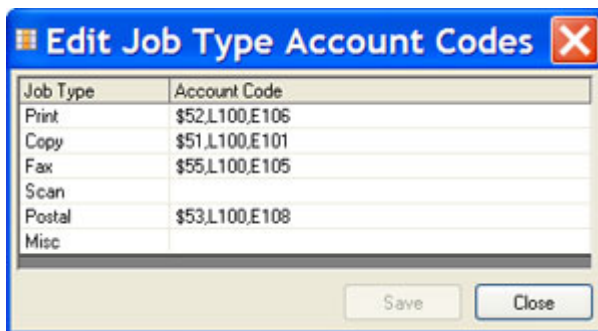 Edit Job Type Account Codes
Job Type Account Code
Print $52,L100,E106
Copy $51,L100,E101
Fax $55,L100,E105
Scan
Postal $53,L100,E108
Misc
Save Close